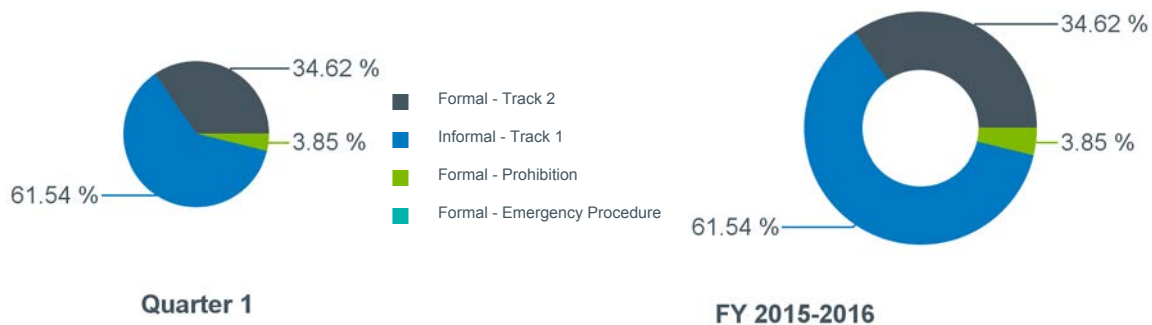 34.62 %
3.85 %
61.54 %
Quarter 1
Formal - Track 2
Informal - Track 1
Formal - Prohibition
Formal - Emergency Procedure
34.62 %
3.85 %
61.54 %
FY 2015-2016